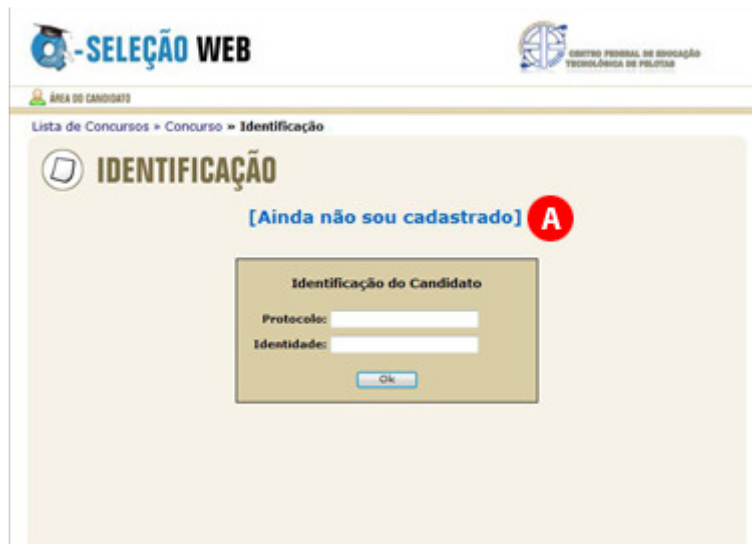 -SELEÇÃO WEB
CENTRO FEDERAL DE EDUCAÇÃO
TECNOLÓGICA DE PELOTAS
ÁREA DO CANDIDATO
Lista de Concursos » Concurso » Identificação
IDENTIFICAÇÃO
[Ainda não sou cadastrado] A
Identificação do Candidato
Protocolo:
Identidade:
Ok